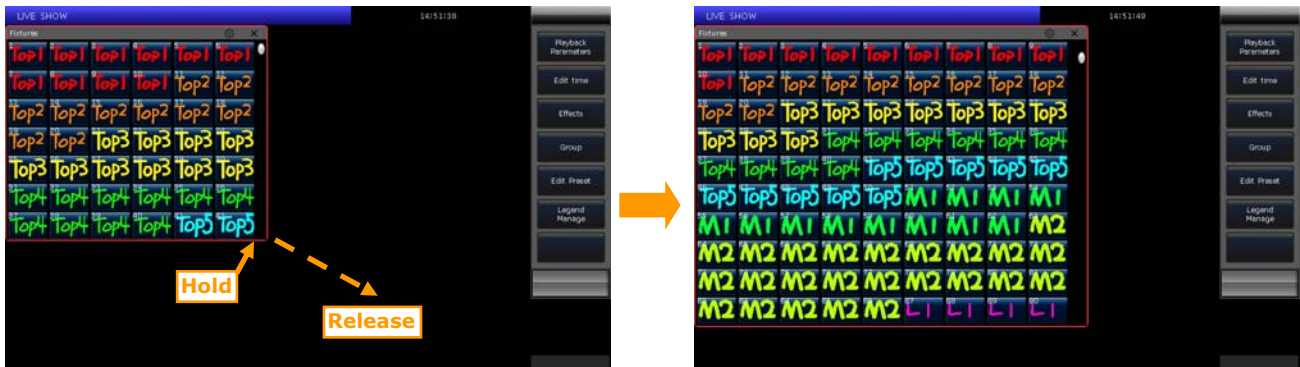 LIVE SHOW
14:51:38
Fixtures
Top1 Top1 Top1 Top1 Top1 Top1
Top1 Top1 Top1 Top1 Top2 Top2
Top2 Top2 Top2 Top2 Top2 Top2
Top2 Top2 Top3 Top3 Top3 Top3
Top3 Top3 Top3 Top3 Top3 Top3
Top4 Top4 Top4 Top4 Top4 Top4
Top4 Top4 Top4 Top4 Top5 Top5
Hold
Release
Playback
Parameters
Edit time
Effects
Group
Edit Preset
Legend
Manage
LIVE SHOW
14:51:49
Fixtures
Top1 Top1 Top1 Top1 Top1 Top1 Top1 Top1 Top1
Top1 Top2 Top2 Top2 Top2 Top2 Top2 Top2 Top2
Top2 Top2 Top3 Top3 Top3 Top3 Top3 Top3 Top3
Top3 Top3 Top3 Top4 Top4 Top4 Top4 Top4 Top4
Top4 Top4 Top4 Top4 Top5 Top5 Top5 Top5 Top5
Top5 Top5 Top5 Top5 Top5 M1 M1 M1 M1
M1 M1 M1 M1 M1 M1 M1 M1 M2
M2 M2 M2 M2 M2 M2 M2 M2 M2
M2 M2 M2 M2 M2 M2 M2 M2 M2
M2 M2 M2 M2 M2 L1 L1 L1 L1
Playback
Parameters
Edit time
Effects
Group
Edit Preset
Legend
Manage